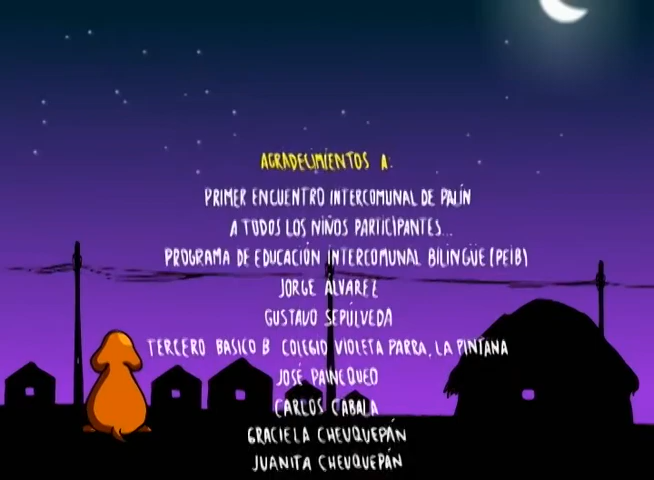 AGRADECIMIENTOS A:
PRIMER ENCUENTRO INTERCOMUNAL DE PALÍN
A TODOS LOS NIÑOS PARTICIPANTES...
PROGRAMA DE EDUCACIÓN INTERCOMUNAL BILINGÜE (PEIB)
JORGE ÁLVAREZ
GUSTAVO SEPÚLVEDA
TERCERO BASICO B COLEGIO VIOLETA PARRA, LA PINTANA
JOSÉ PAINEQUEO
CARLOS CABALA
GRACIELA CHEUQUEPÁN
JUANITA CHEUQUEPÁN